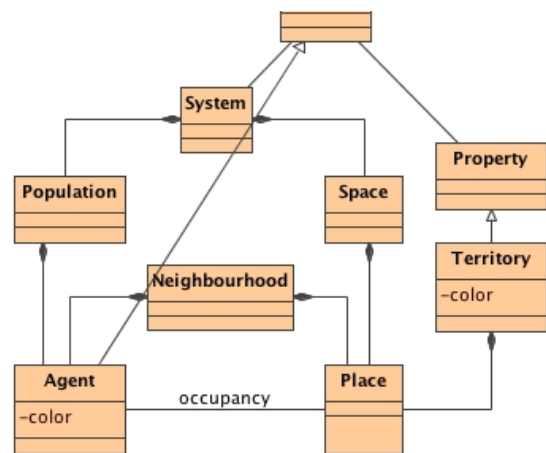 System
Property
Population
Space
Territory
-color
Neighbourhood
Agent
Place
-color
occupancy